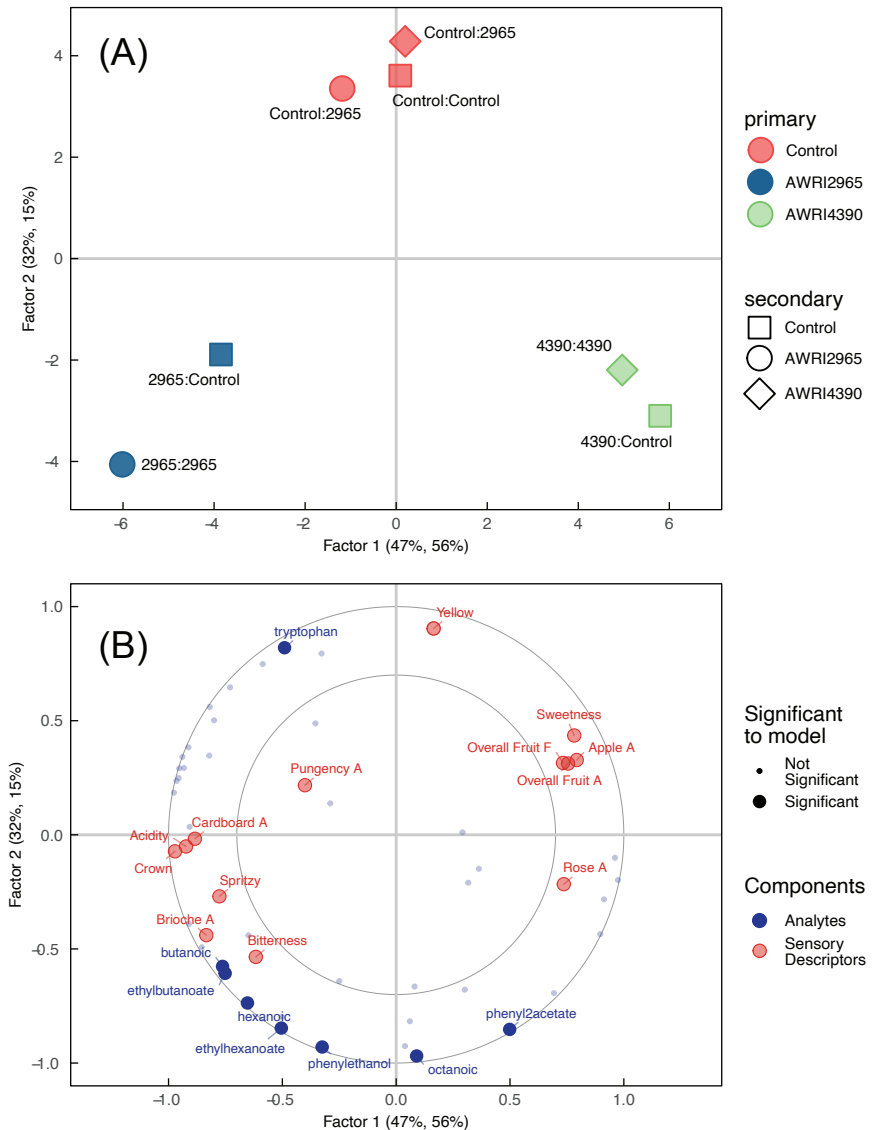 (A)
Control:2965
Control:2965
Control:Control
2965:Control
2965:2965
4390:4390
4390:Control
4
2
0
−2
−4
−6
−4
−2
0
2
4
6
Factor 2 (32%, 15%)
Factor 1 (47%, 56%)
primary
Control
AWRI2965
AWRI4390
secondary
Control
AWRI2965
AWRI4390
(B)
tryptophan
Yellow
Sweetness
Overall Fruit F
Apple A
Overall Fruit A
Pungency A
Cardboard A
Acidity
Crown
Spritzy
Rose A
Brioche A
Bitterness
butanoic
ethylbutanoate
hexanoic
ethylhexanoate
phenylethanol
octanoic
phenyl2acetate
1.0
0.5
0.0
−0.5
−1.0
−1.0
−0.5
0.0
0.5
1.0
Factor 2 (32%, 15%)
Factor 1 (47%, 56%)
Significant
to model
Not
Significant
Significant
Components
Analytes
Sensory
Descriptors